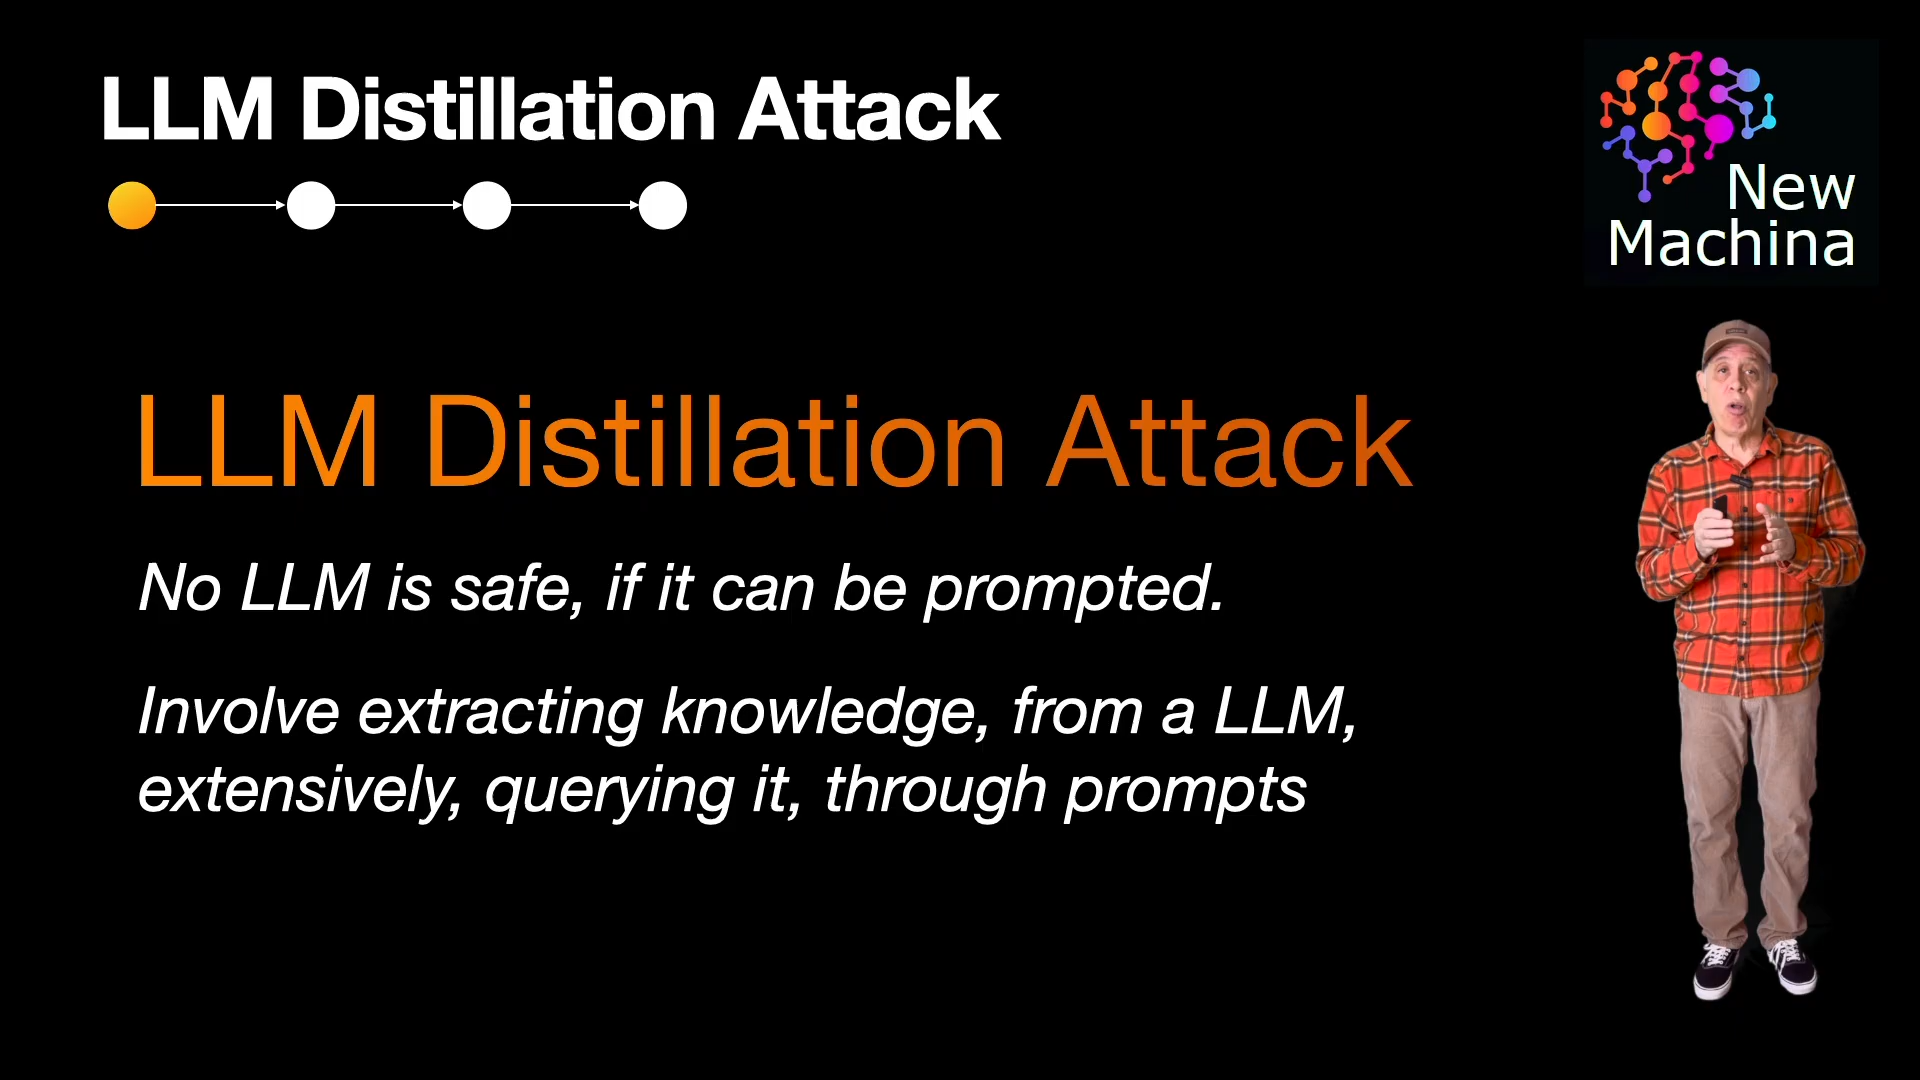 LLM Distillation Attack
New
Machina
LLM Distillation Attack
No LLM is safe, if it can be prompted.
Involve extracting knowledge, from a LLM,
extensively, querying it, through prompts